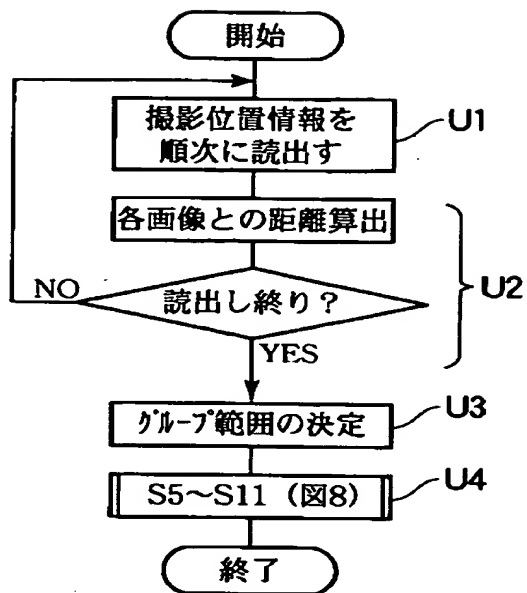 開始
撮影位置情報を
順次に読出す
U1
各画像との距離算出
U2
読出し終り?
NO
YES
グループ範囲の決定
U3
S5～S11 (図8)
U4
終了